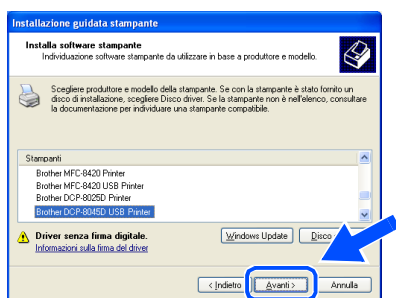 Installazione guidata stampante
Installa software stampante
Individuazione software stampante da utilizzare in base a produttore e modello.
Scegliere produttore e modello della stampante. Se con la stampante è stato fornito un
disco di installazione, scegliere Disco driver. Se la stampante non è nell'elenco, consultare
la documentazione per individuare una stampante compatibile.
Stampanti
Brother MFC-8420 Printer
Brother MFC-8420 USB Printer
Brother DCP-8025D Printer
Brother DCP-8045D USB Printer
Driver senza firma digitale.
Windows Update
Disco
Informazioni sulla firma del driver
< Indietro
Avanti >
Annulla